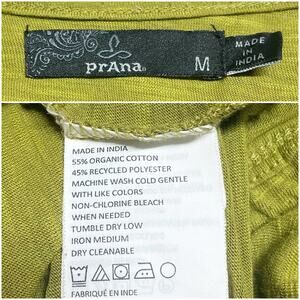 prAna
M
MADE IN
INDIA
MADE IN INDIA
55% ORGANIC COTTON
45% RECYCLED POLYESTER
MACHINE WASH COLD GENTLE
WITH LIKE COLORS
NON-CHLORINE BLEACH
WHEN NEEDED
TUMBLE DRY LOW
IRON MEDIUM
DRY CLEANABLE
FABRIQUÉ EN INDE